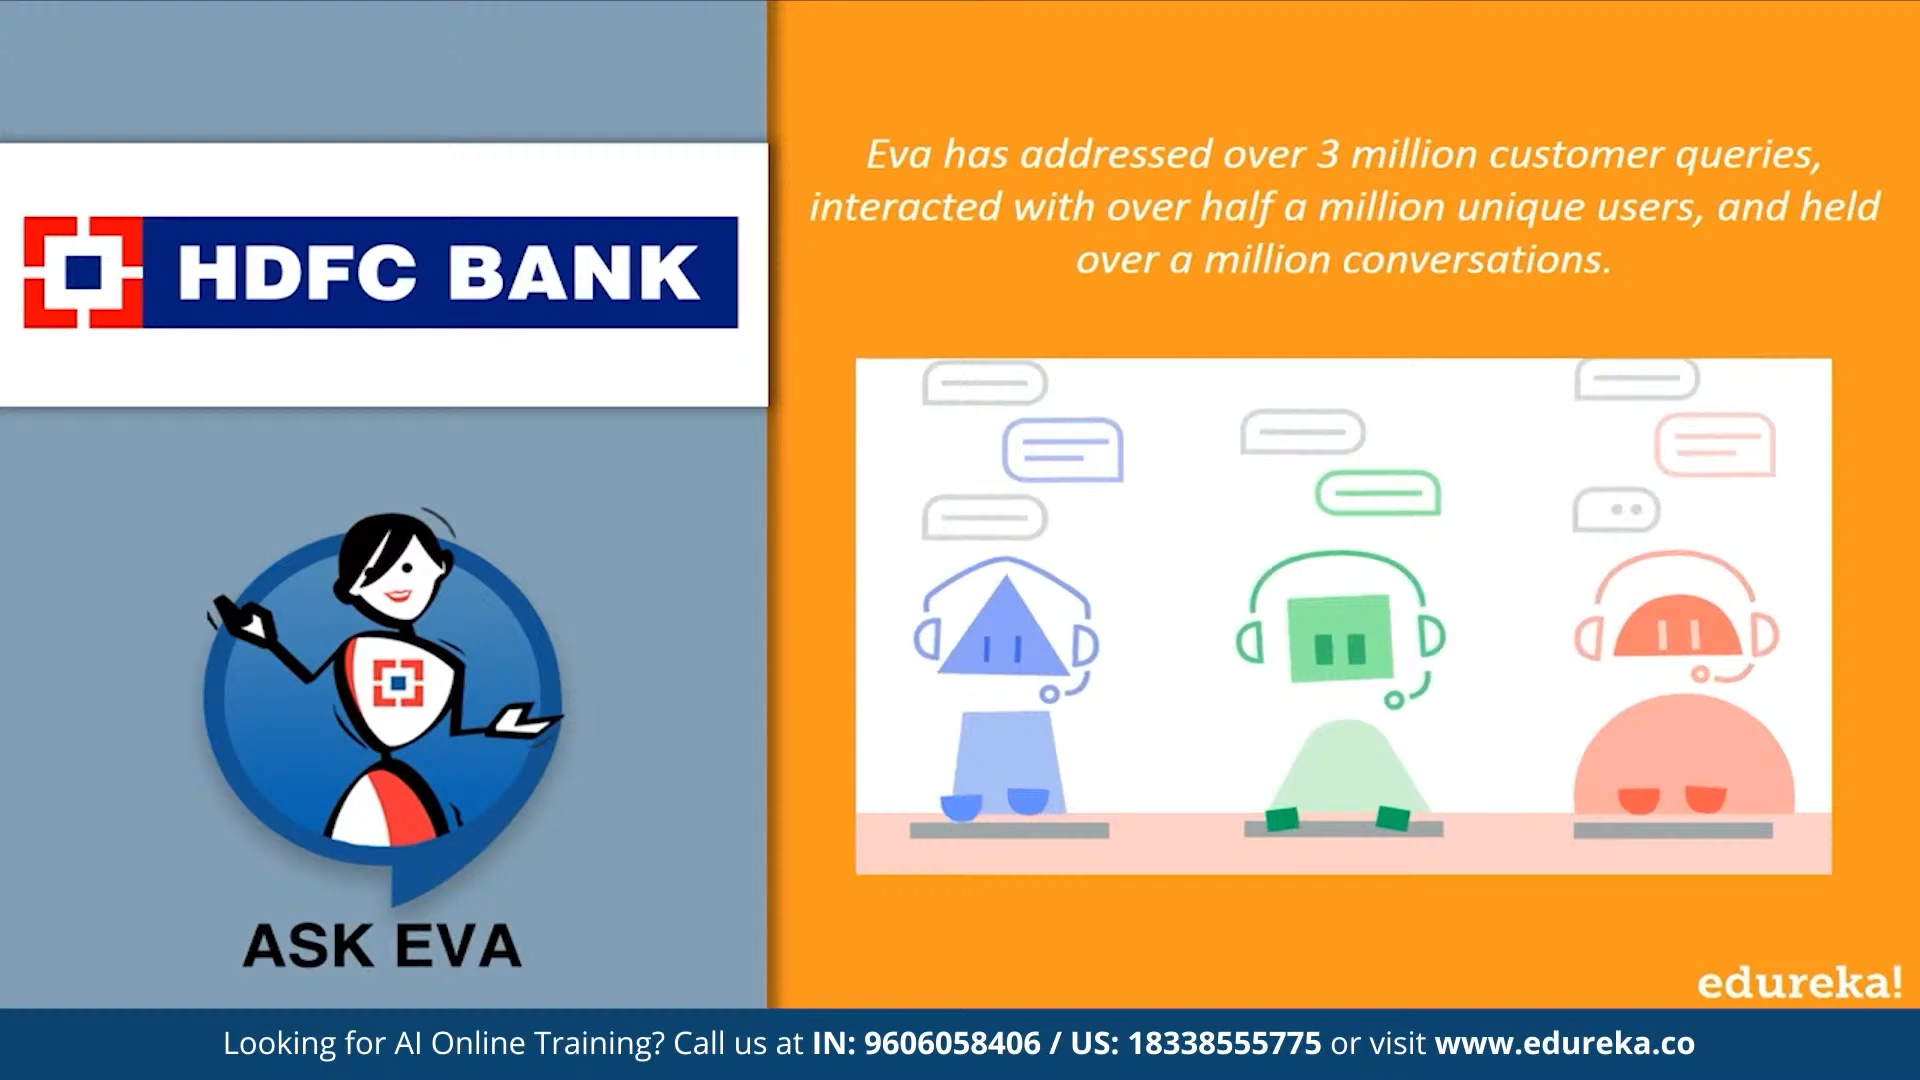 HDFC BANK
ASK EVA
Eva has addressed over 3 million customer queries,
interacted with over half a million unique users, and held
over a million conversations.
edureka!
Looking for AI Online Training? Call us at IN: 9606058406 / US: 18338555775 or visit www.edureka.co